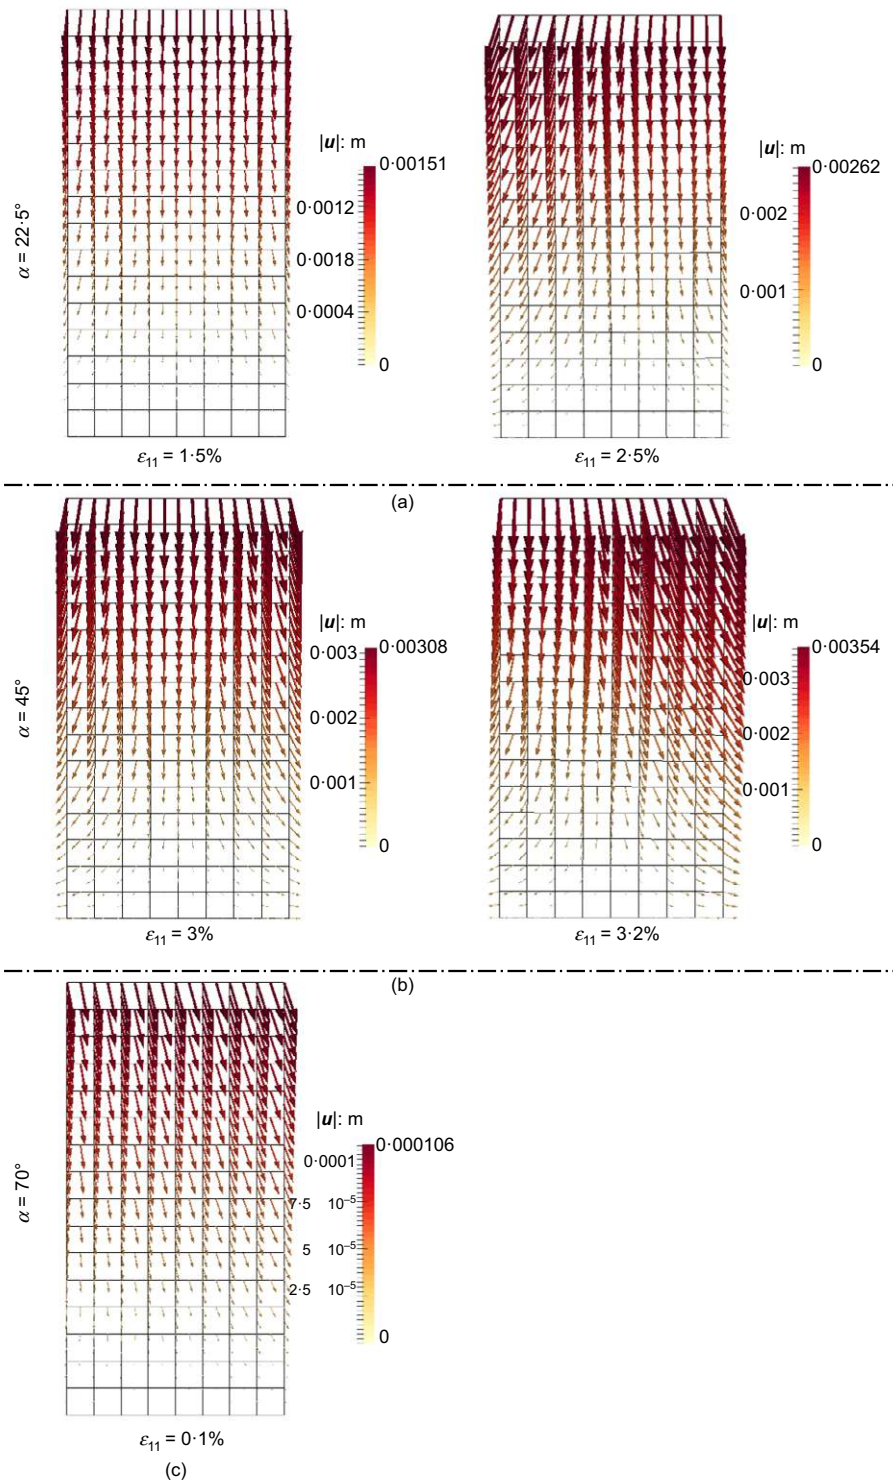 |u|: m
0·00151
0·0012
0·0018
0·0004
0
α = 22·5°
ε11 = 1·5%
|u|: m
0·00262
0·002
0·001
0
ε11 = 2·5%
(a)
|u|: m
0·003
0·00308
0·002
0·001
0
α = 45°
ε11 = 3%
|u|: m
0·00354
0·003
0·002
0·001
0
ε11 = 3·2%
(b)
|u|: m
0·000106
0·0001
7·5 10−5
5 10−5
2·5 10−5
0
α = 70°
ε11 = 0·1%
(c)